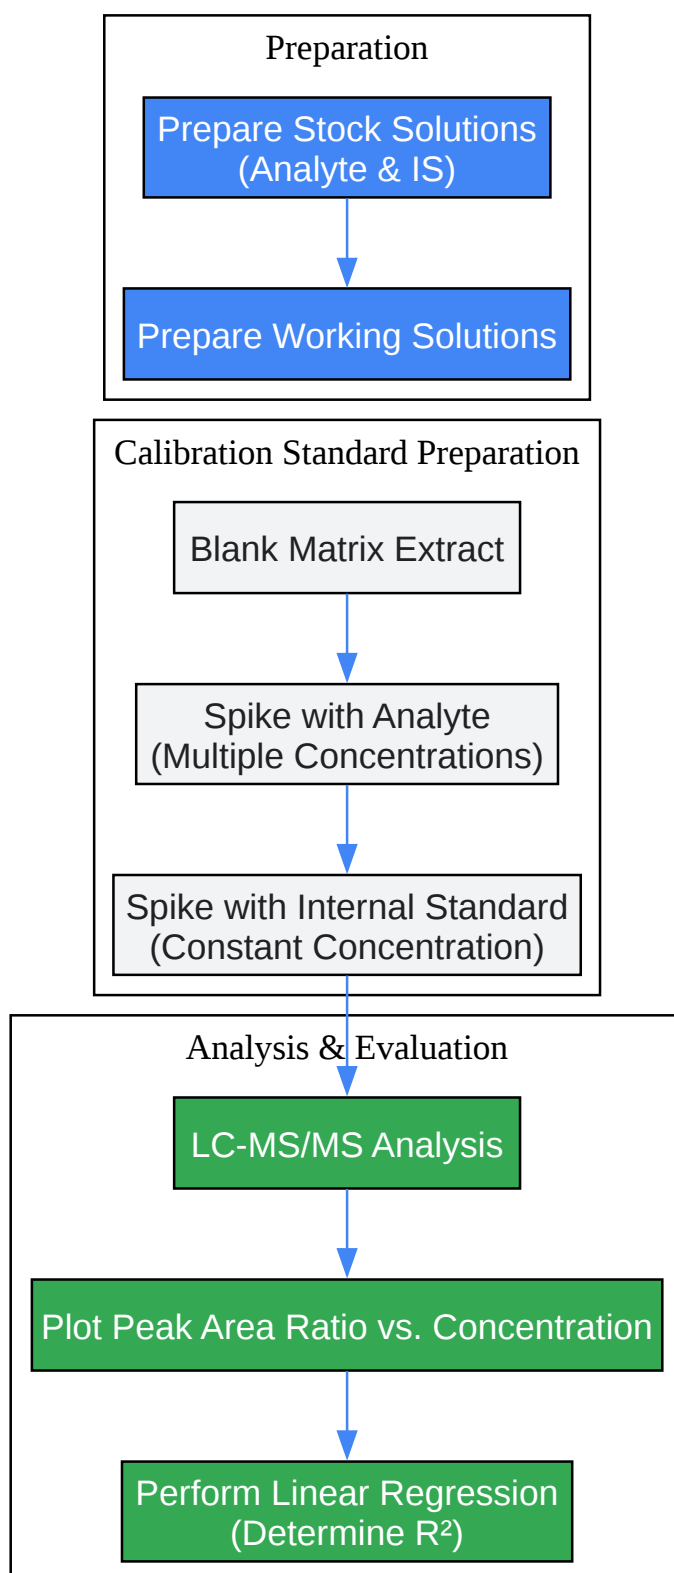 Preparation
Prepare Stock Solutions
(Analyte & IS)
Prepare Working Solutions
Calibration Standard Preparation
Blank Matrix Extract
Spike with Analyte
(Multiple Concentrations)
Spike with Internal Standard
(Constant Concentration)
Analysis & Evaluation
LC-MS/MS Analysis
Plot Peak Area Ratio vs. Concentration
Perform Linear Regression
(Determine R²)